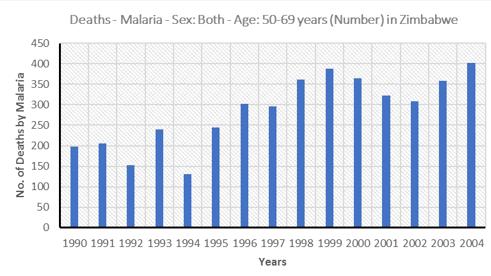 Deaths - Malaria - Sex: Both - Age: 50-69 years (Number) in Zimbabwe
No. of Deaths by Malaria
450
400
350
300
250
200
150
100
50
0
1990 1991 1992 1993 1994 1995 1996 1997 1998 1999 2000 2001 2002 2003 2004
Years